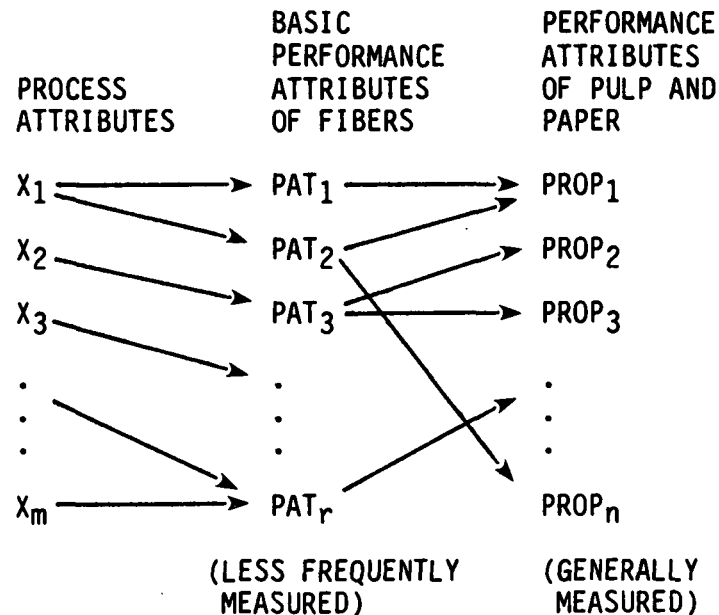 PROCESS
ATTRIBUTES
BASIC
PERFORMANCE
ATTRIBUTES
OF FIBERS
PERFORMANCE
ATTRIBUTES
OF PULP AND
PAPER
X1 PAT1 PROP1
X2 PAT2 PROP2
X3 PAT3 PROP3
. . .
. . .
. . .
Xm PATr PROPn
(LESS FREQUENTLY
MEASURED)
(GENERALLY
MEASURED)